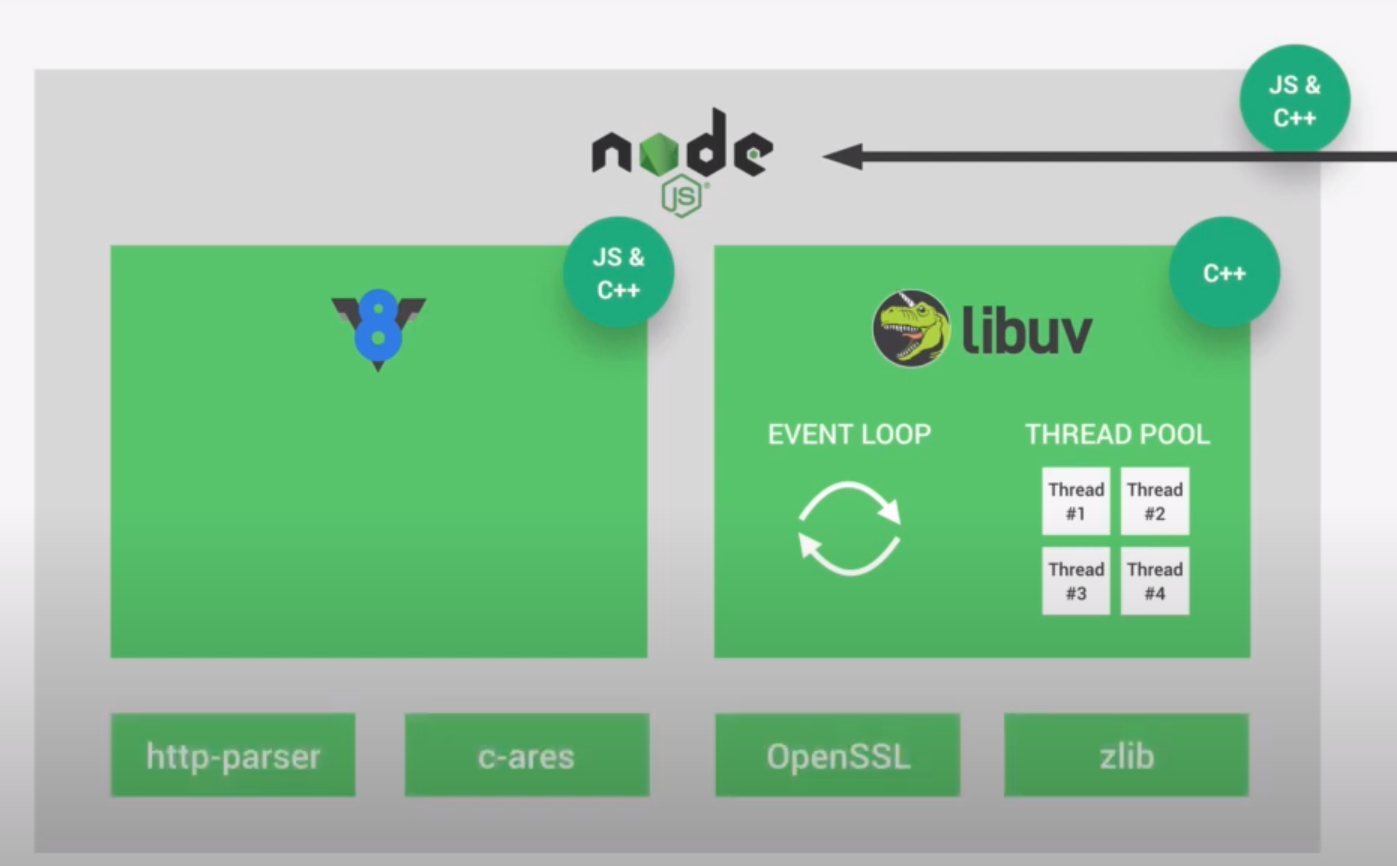 JS &
C++
node
JS®
JS &
C++
8
C++
libuv
EVENT LOOP
THREAD POOL
Thread
#1
Thread
#2
Thread
#3
Thread
#4
http-parser
c-ares
OpenSSL
zlib